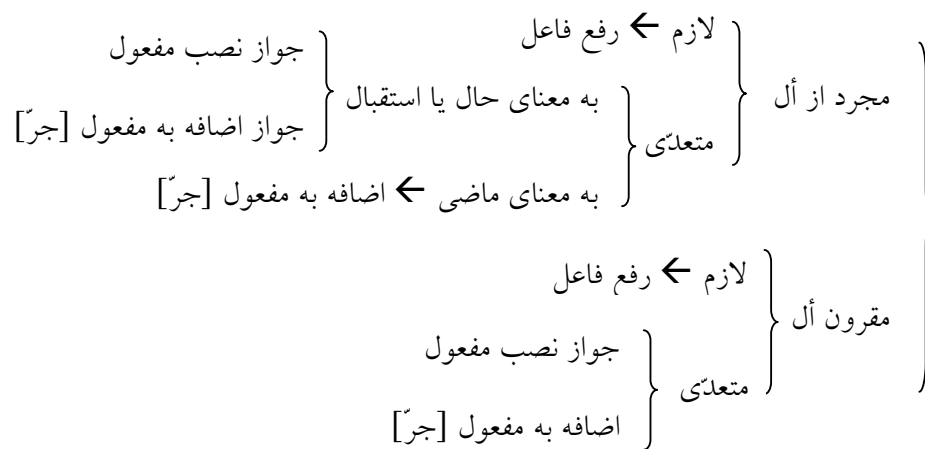 لازم ← رفع فاعل
جواز نصب مفعول
به معنای حال یا استقبال
مجرد از أل
جواز اضافه به مفعول [جرّ]
متعدّی
به معنای ماضی ← اضافه به مفعول [جرّ]
لازم ← رفع فاعل
مقرون أل
جواز نصب مفعول
متعدّی
اضافه به مفعول [جرّ]